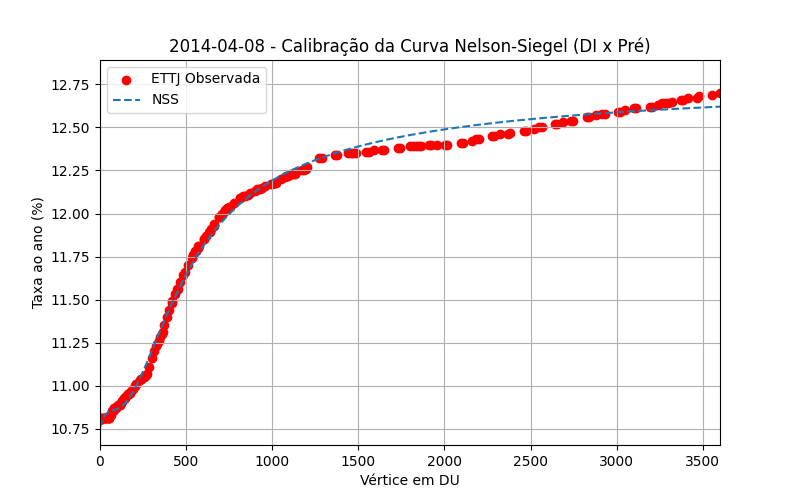 2014-04-08 - Calibração da Curva Nelson-Siegel (DI x Pré)
ETTJ Observada
NSS
Taxa ao ano (%)
12.75
12.50
12.25
12.00
11.75
11.50
11.25
11.00
10.75
0 500 1000 1500 2000 2500 3000 3500
Vértice em DU